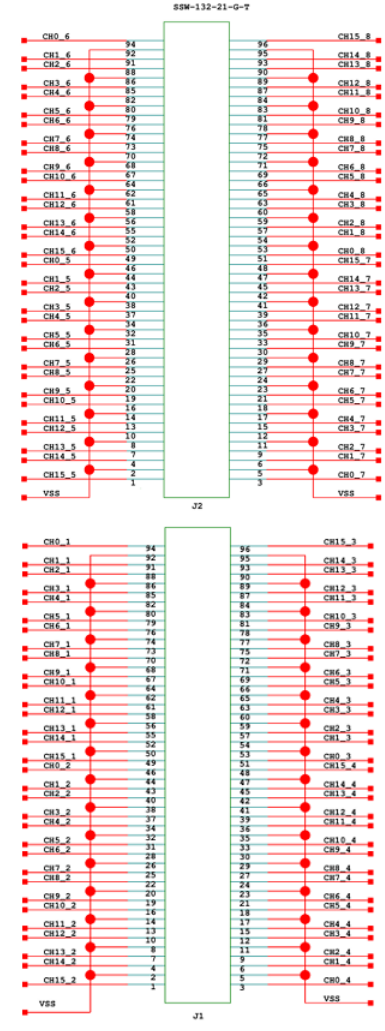 SSW-132-21-G-T
CH0_6 CH15_8
94 96
CH1_6 92 95 CH14_8
CH2_6 91 93 CH13_8
88 90
CH3_6 86 89 CH12_8
CH4_6 85 87 CH11_8
82 84
CH5_6 80 83 CH10_8
CH6_6 79 81 CH9_8
76 78
CH7_6 74 77 CH8_8
CH8_6 73 75 CH7_8
70 72
CH9_6 68 71 CH6_8
CH10_6 67 69 CH5_8
64 66
CH11_6 62 65 CH4_8
CH12_6 61 63 CH3_8
58 60
CH13_6 56 59 CH2_8
CH14_6 55 57 CH1_8
52 54
CH15_6 50 53 CH0_8
CH0_5 49 51 CH15_7
46 48
CH1_5 44 47 CH14_7
CH2_5 43 45 CH13_7
40 42
CH3_5 38 41 CH12_7
CH4_5 37 39 CH11_7
34 36
CH5_5 32 35 CH10_7
CH6_5 31 33 CH9_7
28 30
CH7_5 26 29 CH8_7
CH8_5 25 27 CH7_7
22 24
CH9_5 20 23 CH6_7
CH10_5 19 21 CH5_7
16 18
CH11_5 14 17 CH4_7
CH12_5 13 15 CH3_7
10 12
CH13_5 8 11 CH2_7
CH14_5 7 9 CH1_7
4 6
CH15_5 2 5 CH0_7
1 3
VSS VSS
J2
CH0_1 CH15_3
94 96
CH1_1 92 95 CH14_3
CH2_1 91 93 CH13_3
88 90
CH3_1 86 89 CH12_3
CH4_1 85 87 CH11_3
82 84
CH5_1 80 83 CH10_3
CH6_1 79 81 CH9_3
76 78
CH7_1 74 77 CH8_3
CH8_1 73 75 CH7_3
70 72
CH9_1 68 71 CH6_3
CH10_1 67 69 CH5_3
64 66
CH11_1 62 65 CH4_3
CH12_1 61 63 CH3_3
58 60
CH13_1 56 59 CH2_3
CH14_1 55 57 CH1_3
52 54
CH15_1 50 53 CH0_3
CH0_2 49 51 CH15_4
46 48
CH1_2 44 47 CH14_4
CH2_2 43 45 CH13_4
40 42
CH3_2 38 41 CH12_4
CH4_2 37 39 CH11_4
34 36
CH5_2 32 35 CH10_4
CH6_2 31 33 CH9_4
28 30
CH7_2 26 29 CH8_4
CH8_2 25 27 CH7_4
22 24
CH9_2 20 23 CH6_4
CH10_2 19 21 CH5_4
16 18
CH11_2 14 17 CH4_4
CH12_2 13 15 CH3_4
10 12
CH13_2 8 11 CH2_4
CH14_2 7 9 CH1_4
4 6
CH15_2 2 5 CH0_4
1 3
VSS VSS
J1